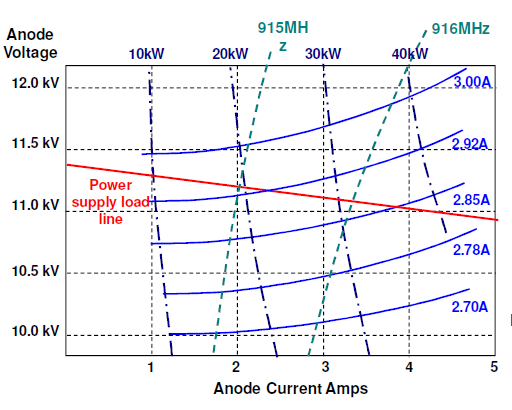 Anode
Voltage
915MH
z
916MHz
10kW
20kW
30kW
40kW
12.0 kV
3.00A
11.5 kV
2.92A
Power
supply load
line
2.85A
11.0 kV
2.78A
10.5 kV
2.70A
10.0 kV
1
2
3
4
5
Anode Current Amps